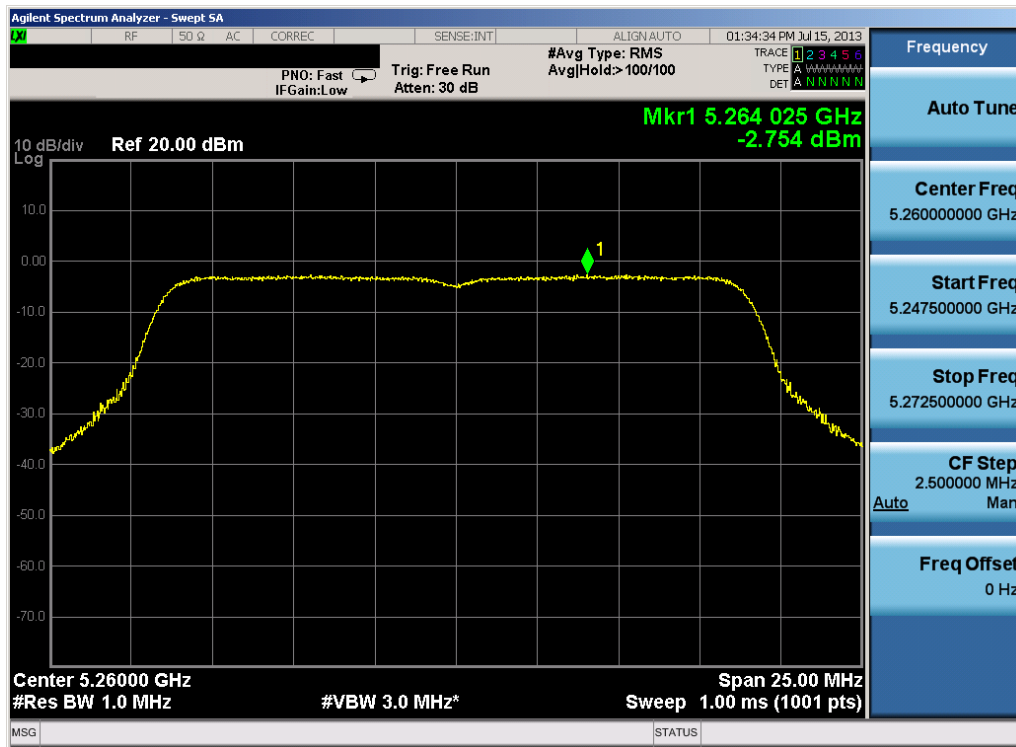 Agilent Spectrum Analyzer - Swept SA
LXI RF 50 Ω AC CORREC SENSE:INT ALIGN AUTO 01:34:34 PM Jul 15, 2013
PNO: Fast
IFGain:Low
Trig: Free Run
Atten: 30 dB
#Avg Type: RMS
Avg|Hold:> 100/100
TRACE 1 2 3 4 5 6
TYPE A WWWWW
DET A N N N N N
Mkr1 5.264 025 GHz
-2.754 dBm
10 dB/div Ref 20.00 dBm
Log
10.0
0.00
-10.0
-20.0
-30.0
-40.0
-50.0
-60.0
-70.0
1
Center 5.26000 GHz Span 25.00 MHz
#Res BW 1.0 MHz #VBW 3.0 MHz* Sweep 1.00 ms (1001 pts)
MSG STATUS
Frequency
Auto Tune
Center Freq
5.260000000 GHz
Start Freq
5.247500000 GHz
Stop Freq
5.272500000 GHz
CF Step
2.500000 MHz
Auto Man
Freq Offset
0 Hz